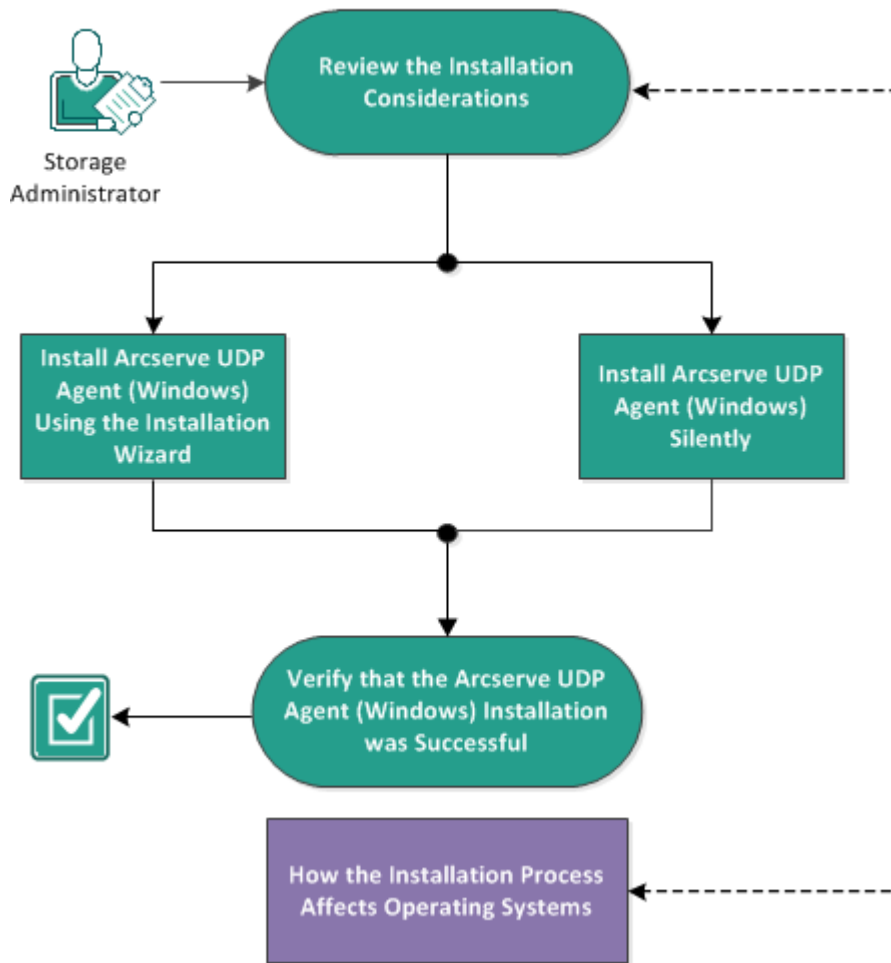 Review the Installation
Considerations
Storage
Administrator
Install Arcserve UDP
Agent (Windows)
Using the Installation
Wizard
Install Arcserve UDP
Agent (Windows)
Silently
Verify that the Arcserve UDP
Agent (Windows) Installation
was Successful
How the Installation Process
Affects Operating Systems